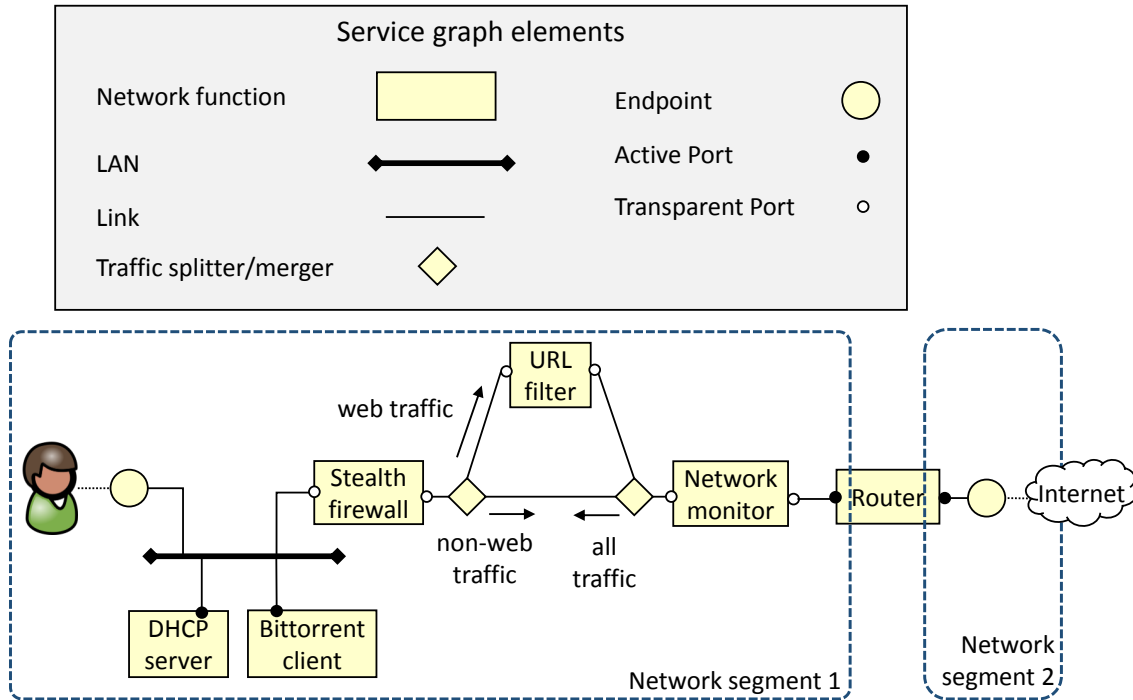 Service graph elements
Network function
Endpoint
LAN
Active Port
Link
Transparent Port
Traffic splitter/merger
URL
filter
web traffic
Stealth
firewall
Network
monitor
Router
Internet
non-web
traffic
all
traffic
DHCP
server
Bittorrent
client
Network segment 1
Network
segment 2